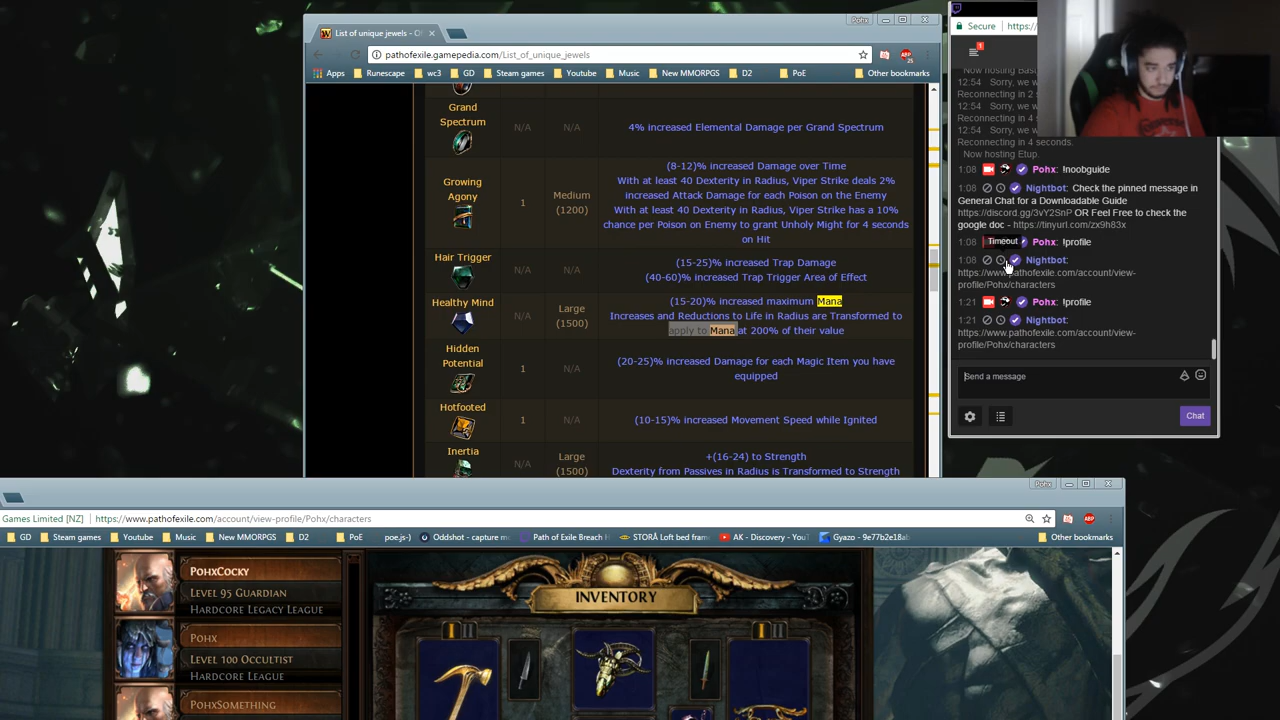 Pohx
List of unique jewels - Of
pathofexile.gamepedia.com/List_of_unique_jewels
Apps Runescape wc3 GD Steam games Youtube Music New MMORPGS D2 PoE Other bookmarks
Grand
Spectrum
N/A N/A 4% increased Elemental Damage per Grand Spectrum
Growing
Agony
1
Medium
(1200)
(8-12)% increased Damage over Time
With at least 40 Dexterity in Radius, Viper Strike deals 2%
increased Attack Damage for each Poison on the Enemy
With at least 40 Dexterity in Radius, Viper Strike has a 10%
chance per Poison on Enemy to grant Unholy Might for 4 seconds
on Hit
Hair Trigger
N/A N/A
(15-25)% increased Trap Damage
(40-60)% increased Trap Trigger Area of Effect
Healthy Mind
N/A
Large
(1500)
(15-20)% increased maximum Mana
Increases and Reductions to Life in Radius are Transformed to
apply to Mana at 200% of their value
Hidden
Potential
1 N/A
(20-25)% increased Damage for each Magic Item you have
equipped
Hotfooted
1 N/A (10-15)% increased Movement Speed while Ignited
Inertia
N/A
Large
(1500)
+(16-24) to Strength
Dexterity from Passives in Radius is Transformed to Strength
Secure https:/
1
Now hosting Bast
12:54 Sorry, we w
Reconnecting in 2 s
12:54 Sorry, we w
Reconnecting in 4 s
12:54 Sorry, we w
Reconnecting in 4 seconds.
Now hosting Etup.
1:08 Pohx: !noobguide
1:08 Nightbot: Check the pinned message in
General Chat for a Downloadable Guide
https://discord.gg/3vY2SnP OR Feel Free to check the
google doc - https://tinyurl.com/zx9h83x
1:08 Timeout Pohx: !profile
1:08 Nightbot:
https://www.pathofexile.com/account/view-
profile/Pohx/characters
1:21 Pohx: !profile
1:21 Nightbot:
https://www.pathofexile.com/account/view-
profile/Pohx/characters
Send a message
Chat
Pohx
Games Limited [NZ] https://www.pathofexile.com/account/view-profile/Pohx/characters
GD Steam games Youtube Music New MMORPGS D2 PoE poe.js-) Oddshot - capture m Path of Exile Breach H STORÅ Loft bed fram AK - Discovery - You Gyazo - 9e77b2e18ab Other bookmarks
PohxCocky
Level 95 Guardian
Hardcore Legacy League
Pohx
Level 100 Occultist
Hardcore League
PohxSomething
INVENTORY